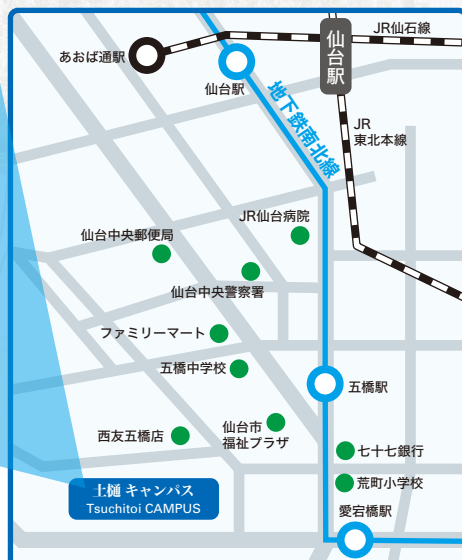 JR仙石線
仙台駅
あおば通駅
仙台駅
地下鉄南北線
JR
東北本線
JR仙台病院
仙台中央郵便局
仙台中央警察署
ファミリーマート
五橋中学校
五橋駅
仙台市
福祉プラザ
西友五橋店
七十七銀行
荒町小学校
土樋 キャンパス
Tsuchitoi CAMPUS
愛宕橋駅